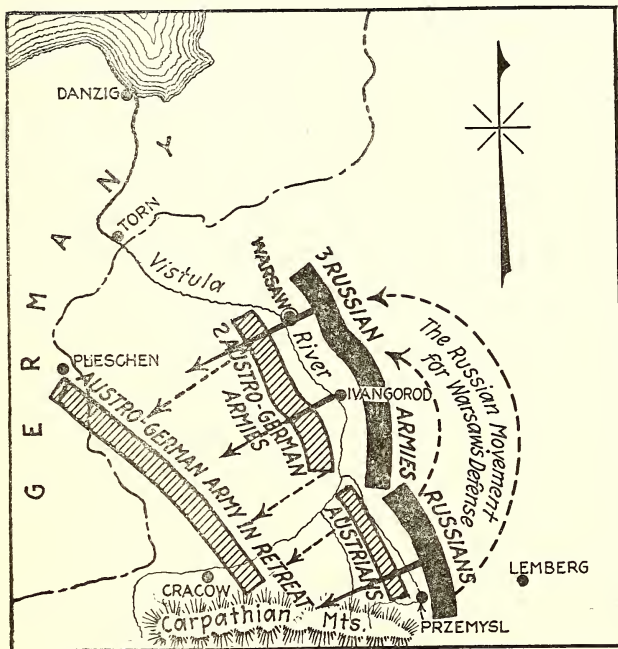 DANZIG
GERMANY
TORN
Vistula
River
WARSAW
3 RUSSIAN
ARMIES
2 AUSTRO-GERMAN
ARMIES
PLIESCHEN
IVANGOROD
The Russian Movement
for Warsaw's Defense
AUSTRO-GERMAN ARMY IN RETREAT
AUSTRIANS
RUSSIANS
LEMBERG
CRACOW
Carpathian Mts.
PRZEMYSL